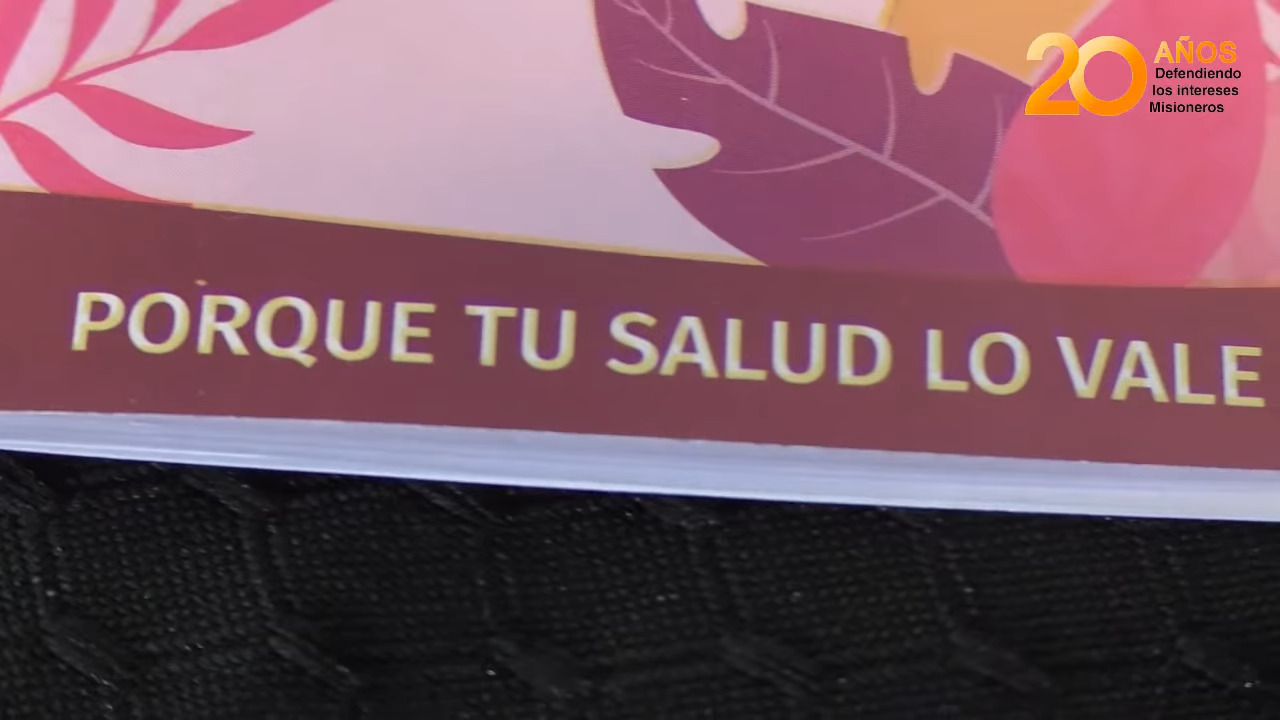 20 AÑOS
Defendiendo
los intereses
Misioneros
PORQUE TU SALUD LO VALE